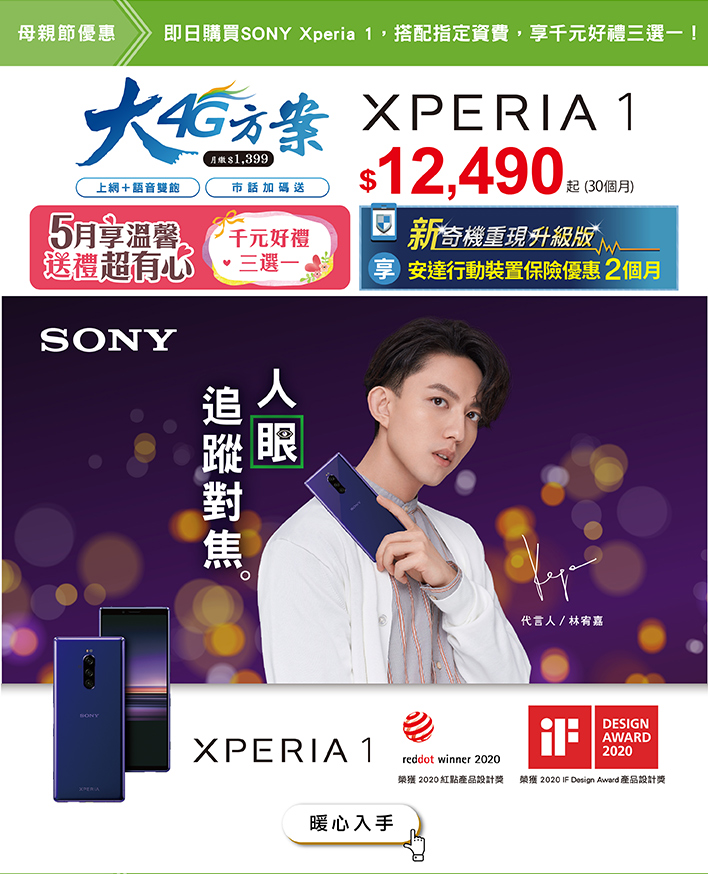 母親節優惠
即日購買SONY Xperia 1，搭配指定資費，享千元好禮三選一！
大4G方案
月繳$1,399
上網+語音雙飽
市話加碼送
XPERIA 1
$12,490起 (30個月)
5月享溫馨
送禮超有心
千元好禮
三選一
新奇機重現升級版
享 安達行動裝置保險優惠2個月
SONY
人眼
追蹤對焦。
SONY
代言人/林宥嘉
SONY
XPERIA
XPERIA 1
reddot winner 2020
榮獲 2020 紅點產品設計獎
iF
DESIGN
AWARD
2020
榮獲 2020 IF Design Award 產品設計獎
暖心入手